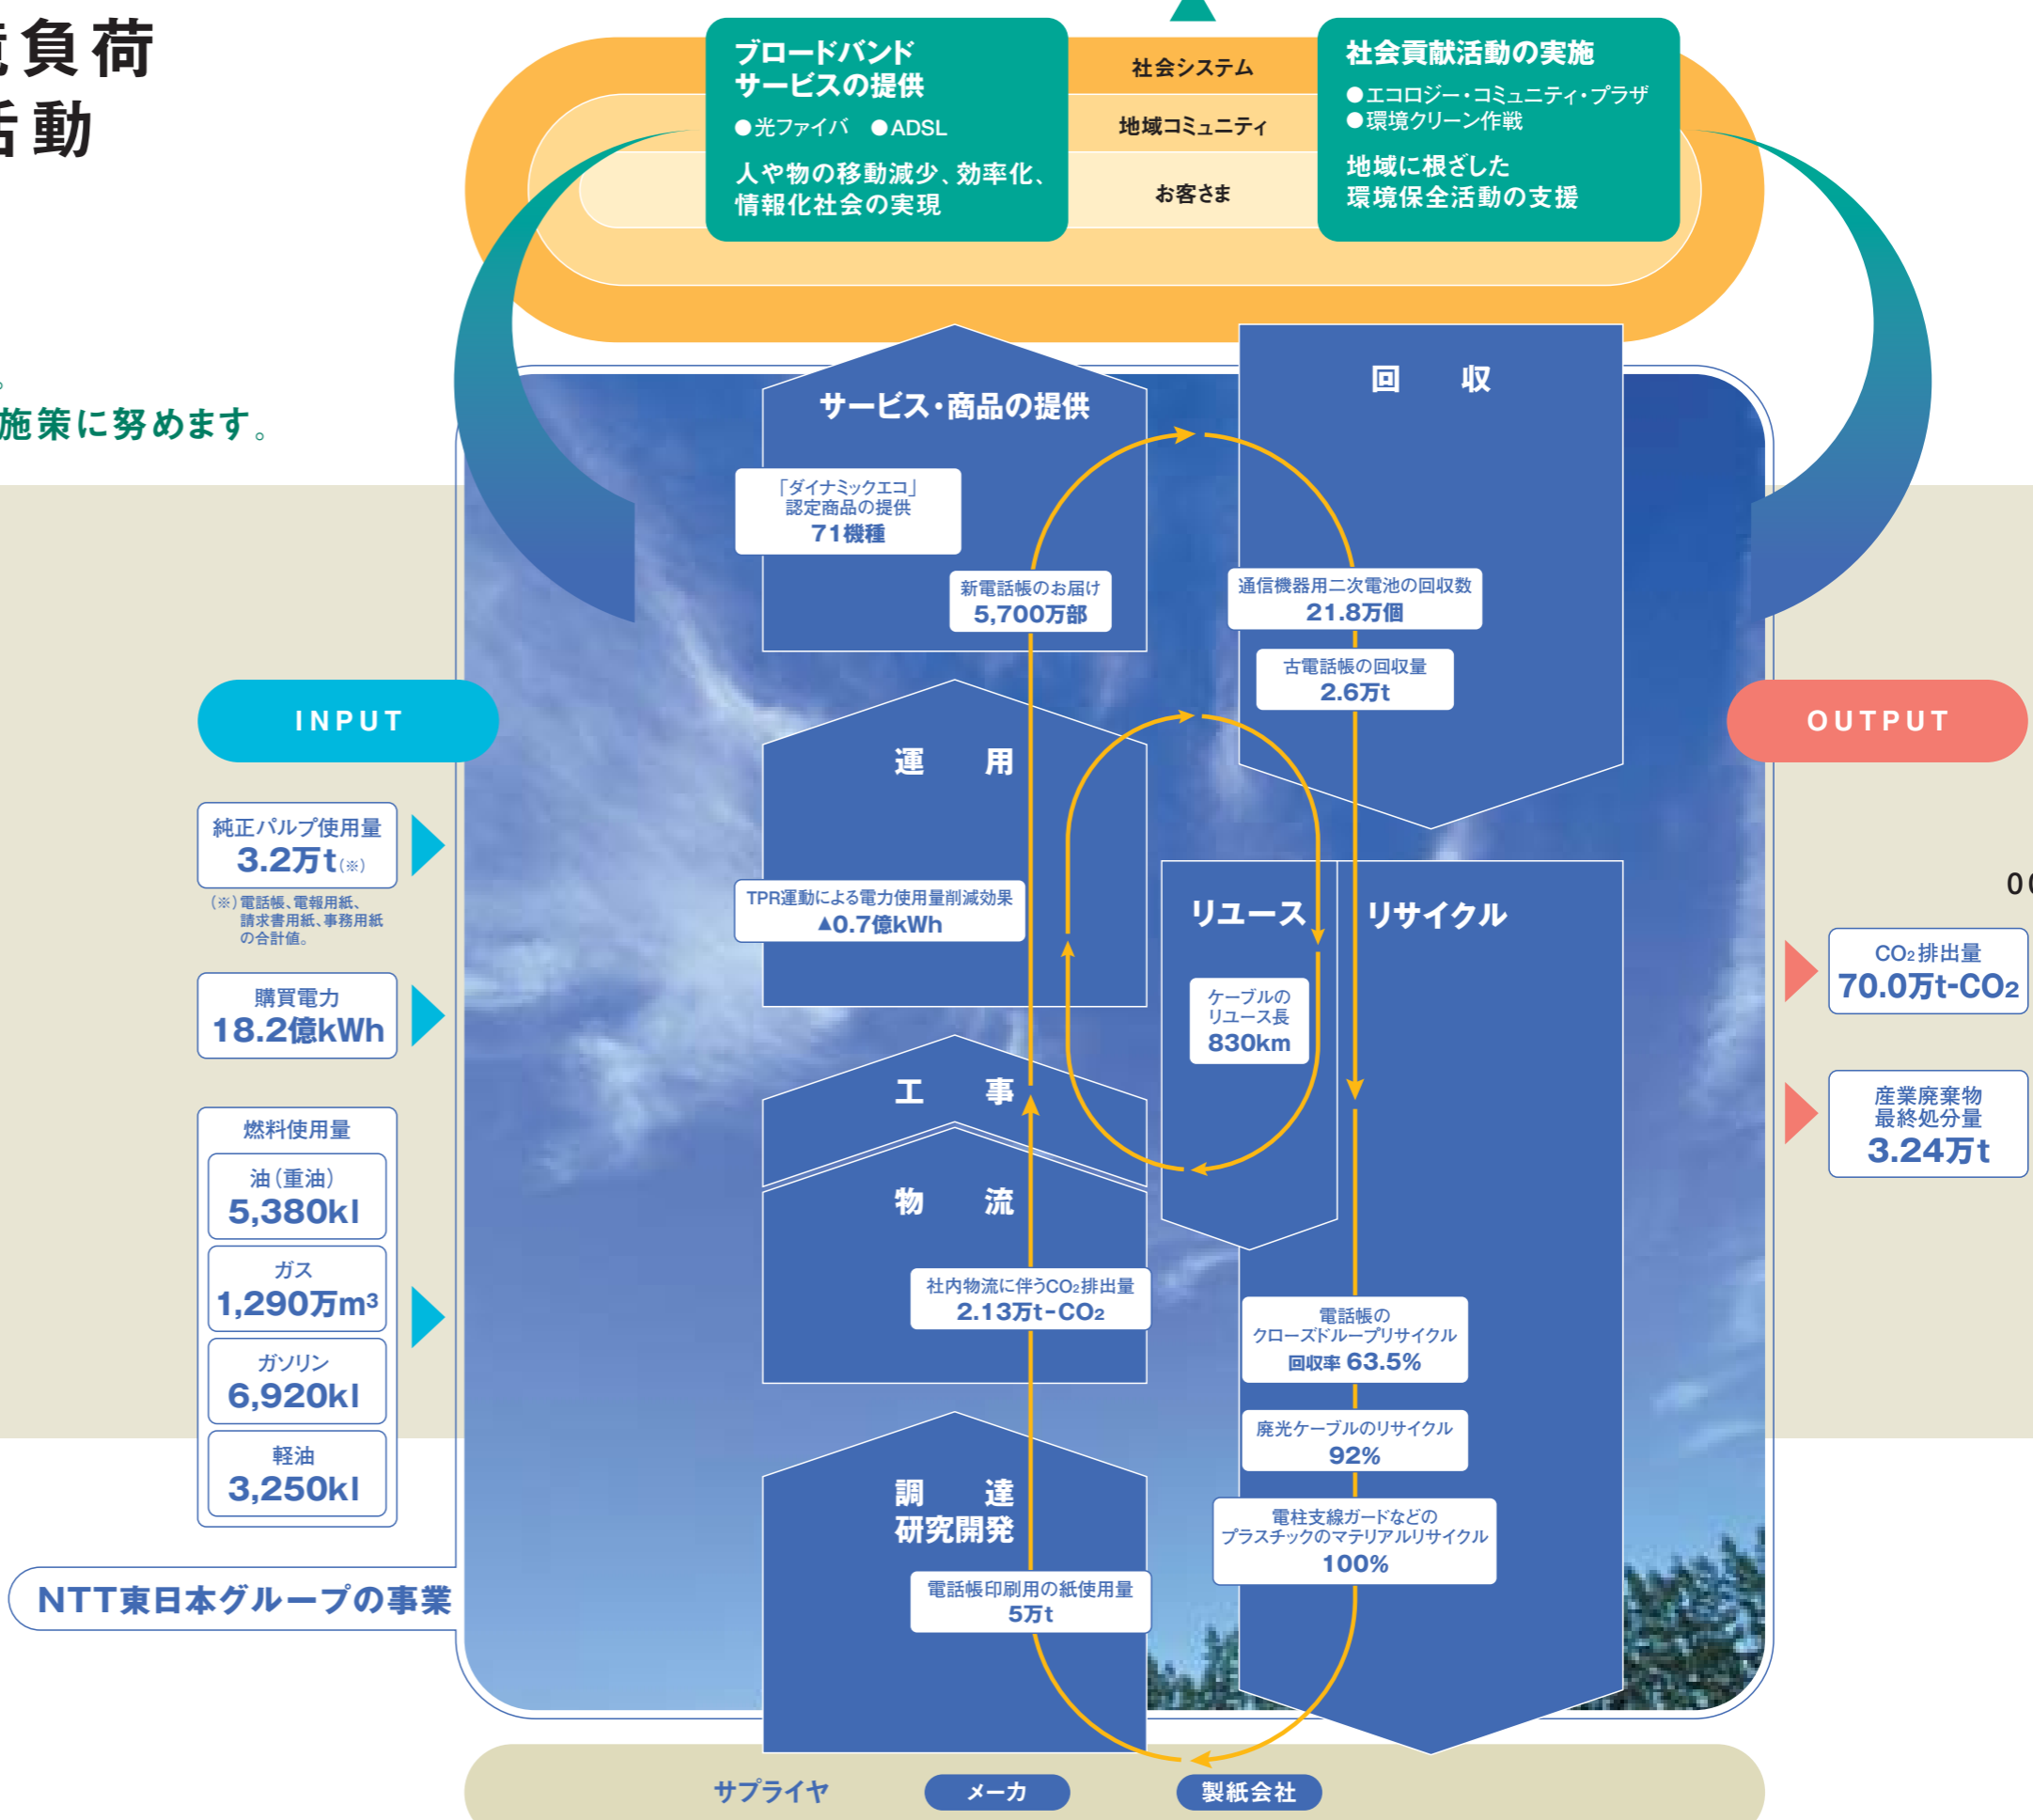 負荷
活動
。
施策に努めます。
ブロードバンド
サービスの提供
●光ファイバ ●ADSL
人や物の移動減少、効率化、
情報化社会の実現
社会システム
地域コミュニティ
お客さま
社会貢献活動の実施
●エコロジー・コミュニティ・プラザ
●環境クリーン作戦
地域に根ざした
環境保全活動の支援
サービス・商品の提供
「ダイナミックエコ」
認定商品の提供
71機種
新電話帳のお届け
5,700万部
回 収
通信機器用二次電池の回収数
21.8万個
古電話帳の回収量
2.6万t
INPUT
純正パルプ使用量
3.2万t(※)
(※)電話帳、電報用紙、
請求書用紙、事務用紙
の合計値。
購買電力
18.2億kWh
燃料使用量
油(重油)
5,380kl
ガス
1,290万m³
ガソリン
6,920kl
軽油
3,250kl
NTT東日本グループの事業
運 用
TPR運動による電力使用量削減効果
▲0.7億kWh
工 事
物 流
社内物流に伴うCO₂排出量
2.13万t-CO₂
調 達
研究開発
電話帳印刷用の紙使用量
5万t
リユース
ケーブルの
リユース長
830km
リサイクル
電話帳の
クローズドループリサイクル
回収率 63.5%
廃光ケーブルのリサイクル
92%
電柱支線ガードなどの
プラスチックのマテリアルリサイクル
100%
OUTPUT
CO₂排出量
70.0万t-CO₂
産業廃棄物
最終処分量
3.24万t
サプライヤ
メーカ
製紙会社